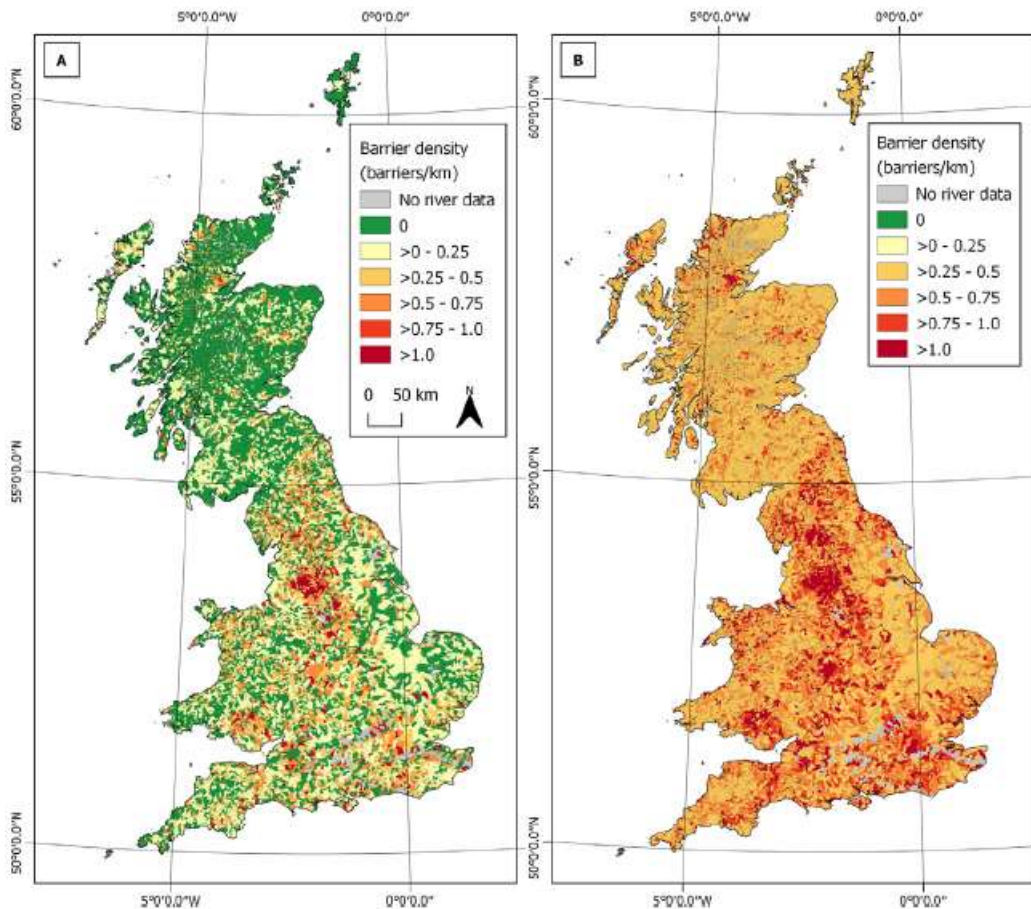 5°0'0.0"W
0°0'0.0"
5°0'0.0"W
0°0'0.0"
A
B
60°0'0.0"N
60°0'0.0"N
Barrier density
(barriers/km)
No river data
0
>0 - 0.25
>0.25 - 0.5
>0.5 - 0.75
>0.75 - 1.0
>1.0
0 50 km
N
Barrier density
(barriers/km)
No river data
0
>0 - 0.25
>0.25 - 0.5
>0.5 - 0.75
>0.75 - 1.0
>1.0
55°0'0.0"N
55°0'0.0"N
50°0'0.0"N
50°0'0.0"N
5°0'0.0"W
0°0'0.0"
5°0'0.0"W
0°0'0.0"